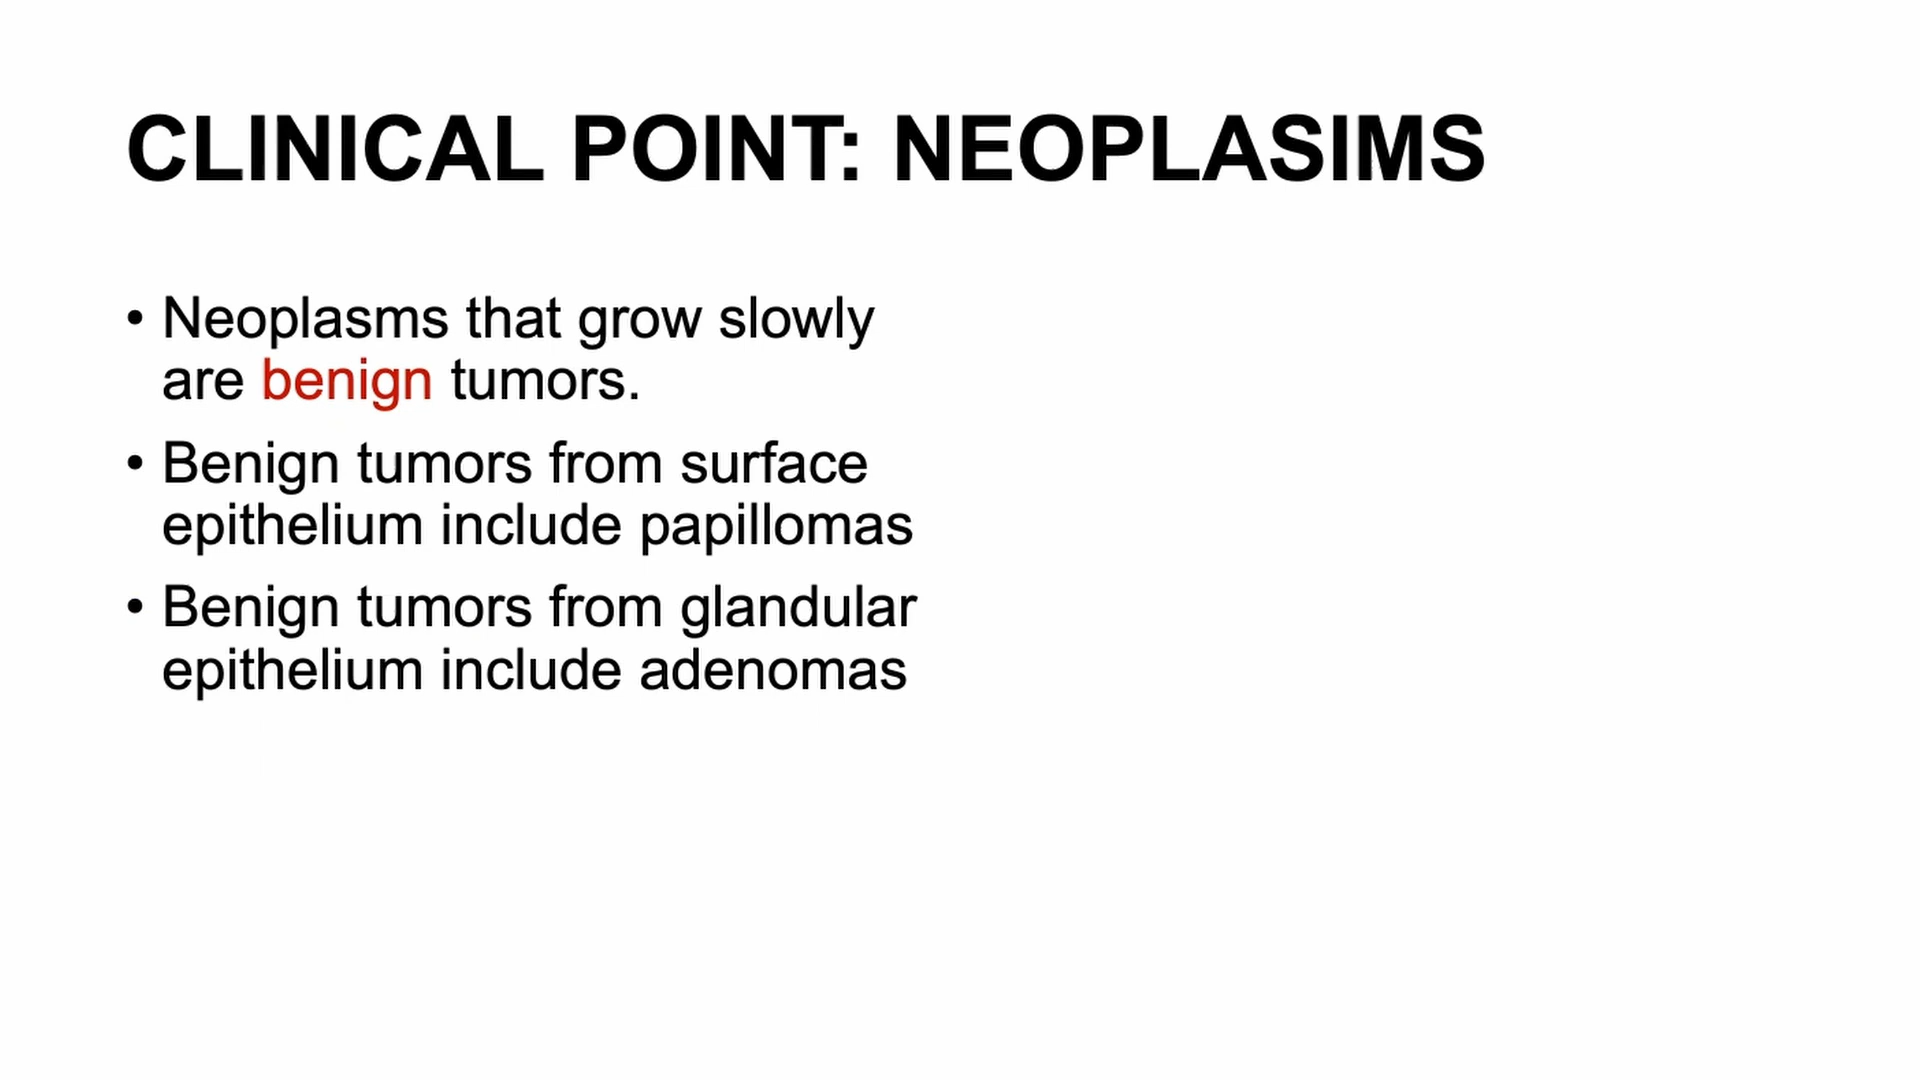 CLINICAL POINT: NEOPLASIMS
• Neoplasms that grow slowly
are benign tumors.
• Benign tumors from surface
epithelium include papillomas
• Benign tumors from glandular
epithelium include adenomas